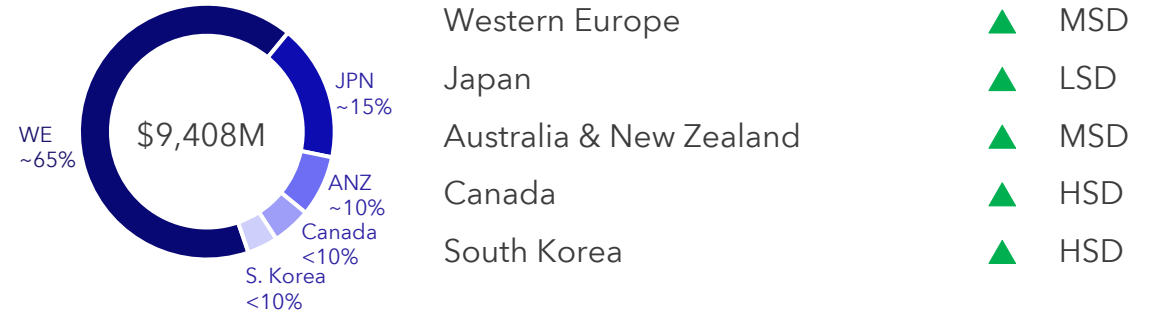 WE
~65%
$9,408M
JPN
~15%
ANZ
~10%
Canada
<10%
S. Korea
<10%
Western Europe MSD
Japan LSD
Australia & New Zealand MSD
Canada HSD
South Korea HSD